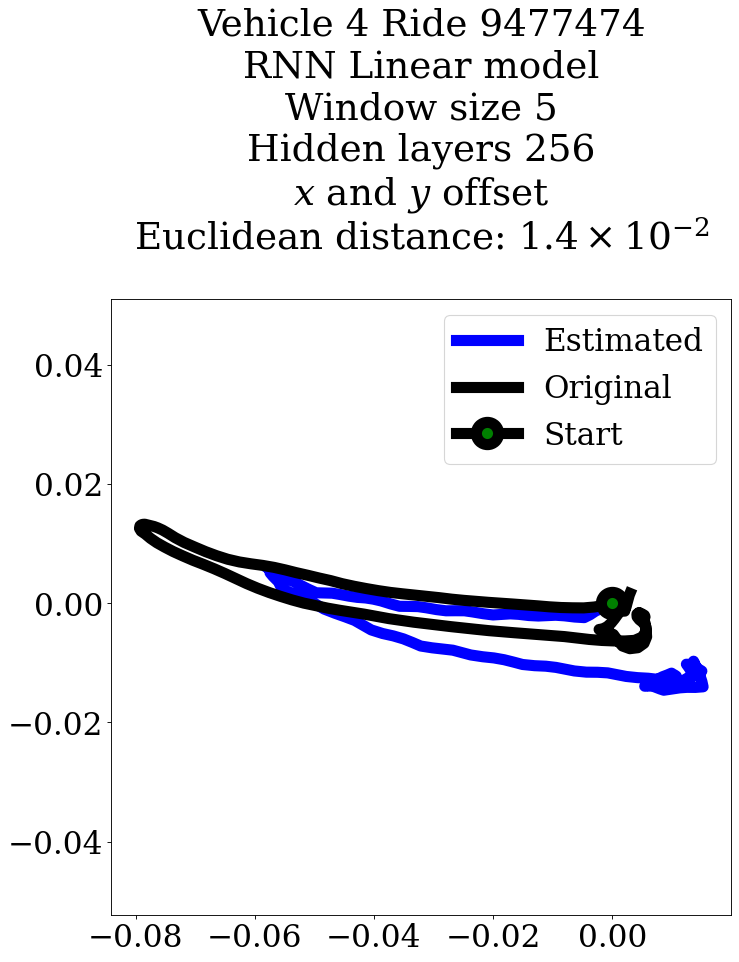 Vehicle 4 Ride 9477474
RNN Linear model
Window size 5
Hidden layers 256
x and y offset
Euclidean distance: 1.4 × 10⁻²
Estimated
Original
Start
0.04
0.02
0.00
−0.02
−0.04
−0.08 −0.06 −0.04 −0.02 0.00